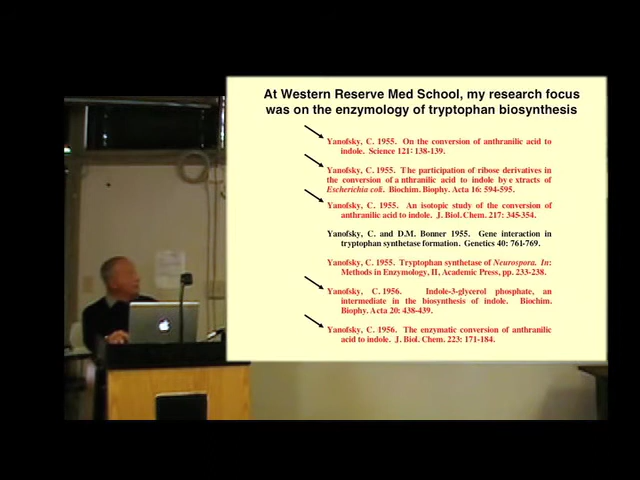 At Western Reserve Med School, my research focus
was on the enzymology of tryptophan biosynthesis
Yanofsky, C. 1955. On the conversion of anthranilic acid to
indole. Science 121: 138-139.
Yanofsky, C. 1955. The participation of ribose derivatives in
the conversion of a nthranilic acid to indole by e xtracts of
Escherichia coli. Biochim. Biophy. Acta 16: 594-595.
Yanofsky, C. 1955. An isotopic study of the conversion of
anthranilic acid to indole. J. Biol. Chem. 217: 345-354.
Yanofsky, C. and D.M. Bonner 1955. Gene interaction in
tryptophan synthetase formation. Genetics 40: 761-769.
Yanofsky, C. 1955. Tryptophan synthetase of Neurospora. In:
Methods in Enzymology, II, Academic Press, pp. 233-238.
Yanofsky, C. 1956. Indole-3-glycerol phosphate, an
intermediate in the biosynthesis of indole. Biochim.
Biophy. Acta 20: 438-439.
Yanofsky, C. 1956. The enzymatic conversion of anthranilic
acid to indole. J. Biol. Chem. 223: 171-184.